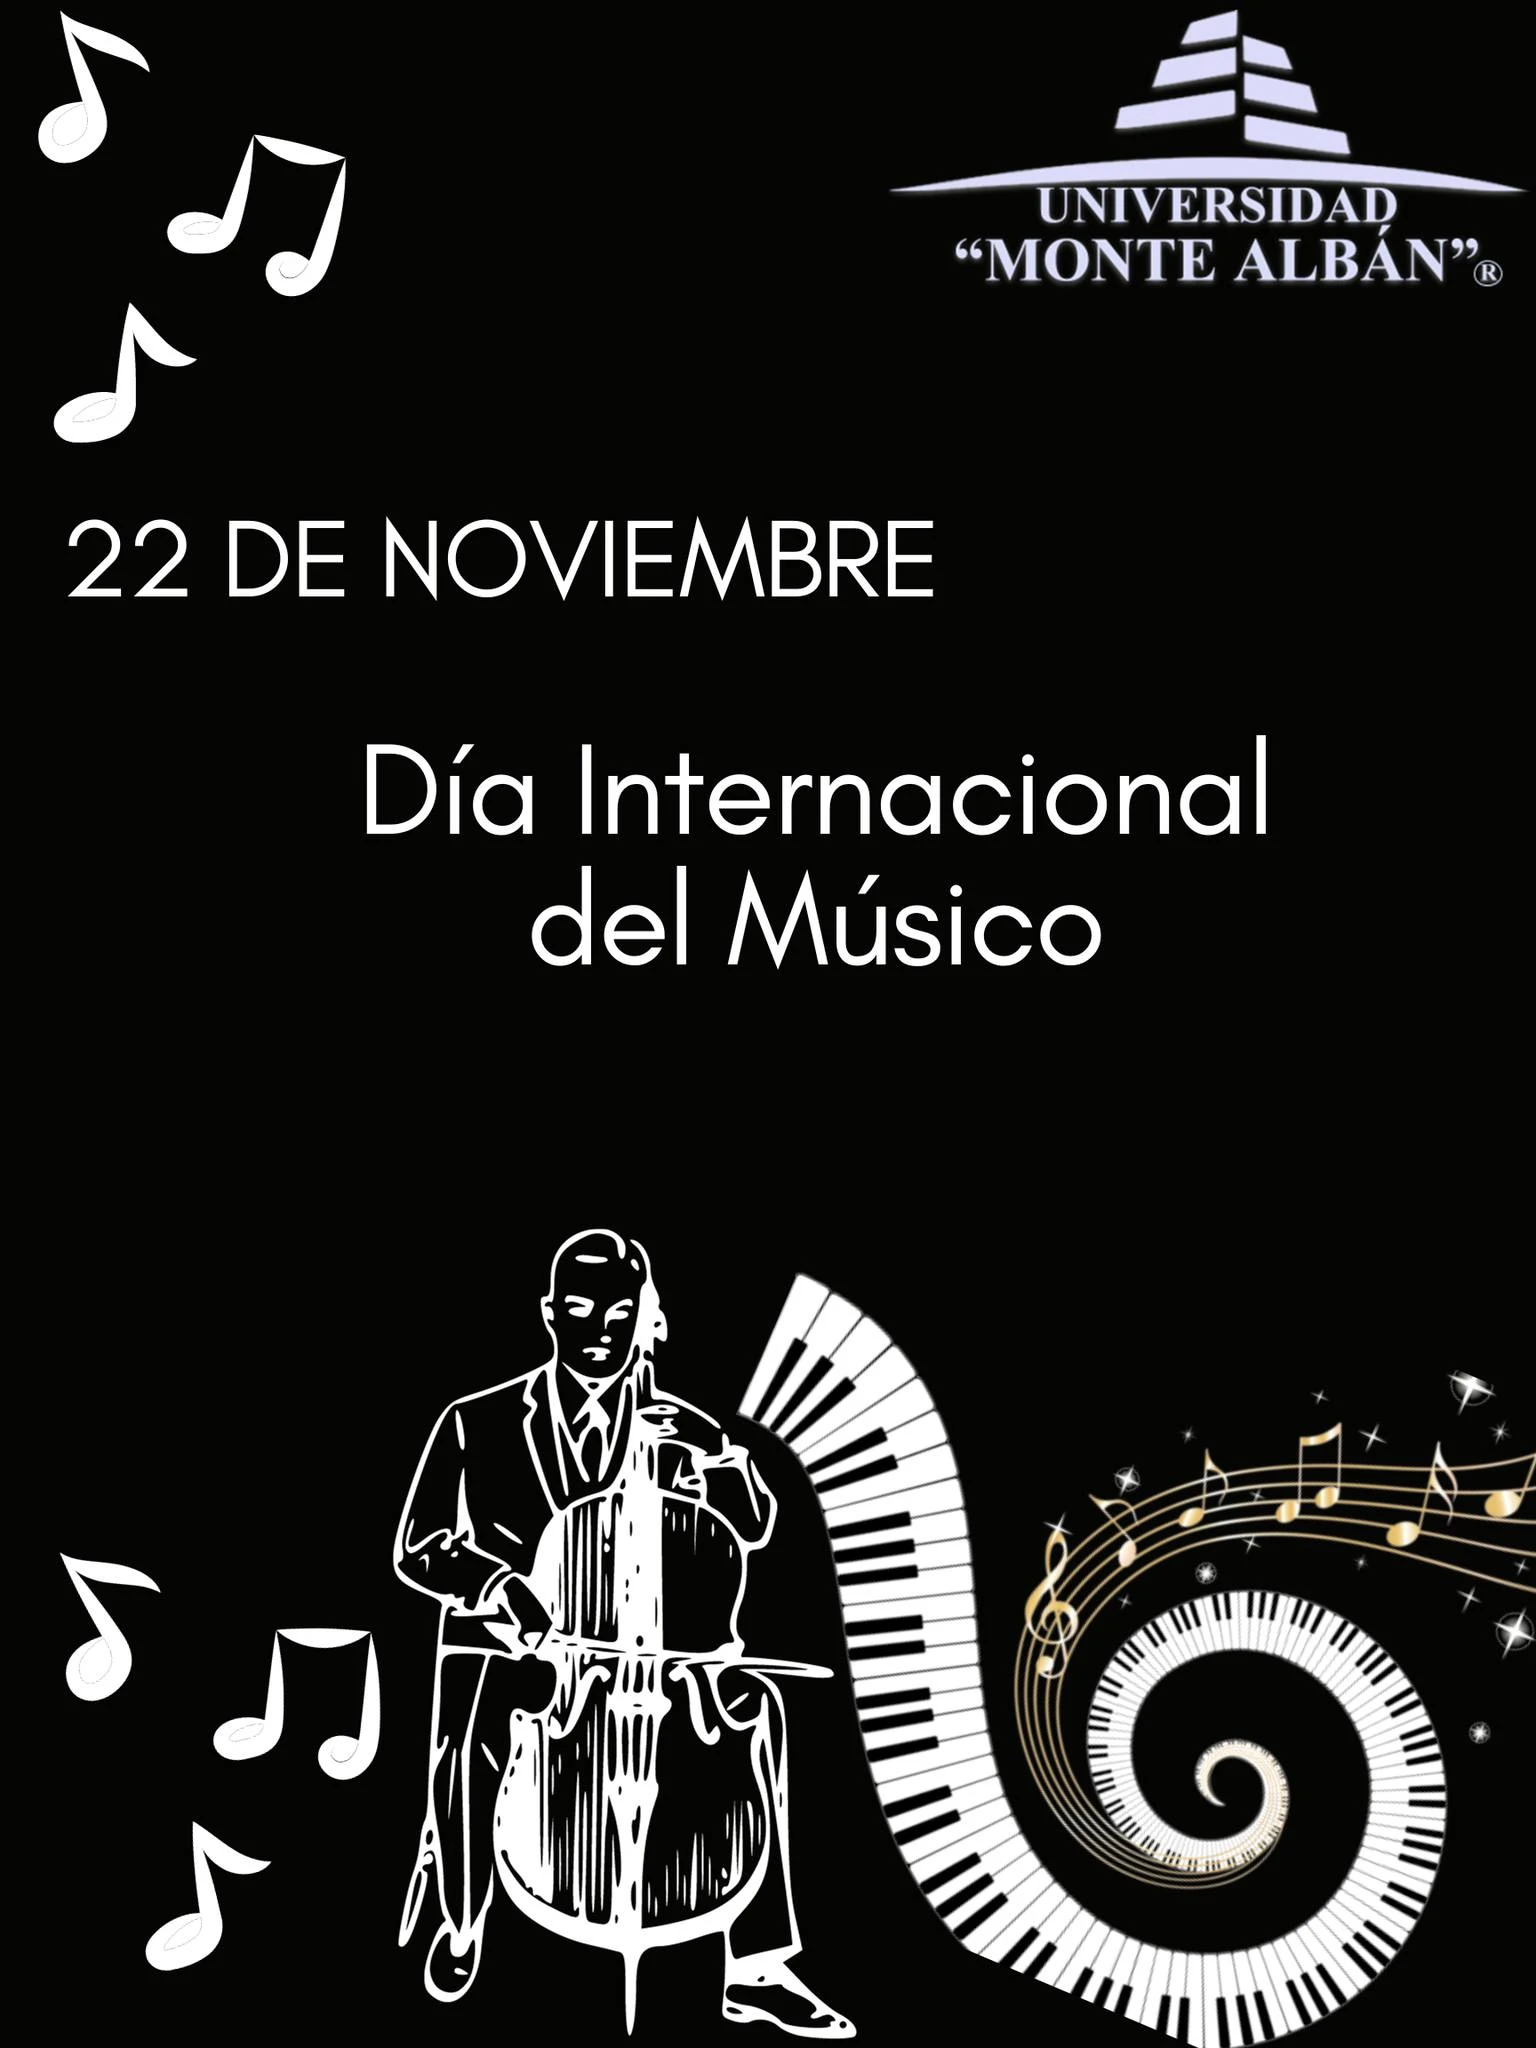 UNIVERSIDAD
“MONTE ALBÁN”®
22 DE NOVIEMBRE
Día Internacional
del Músico